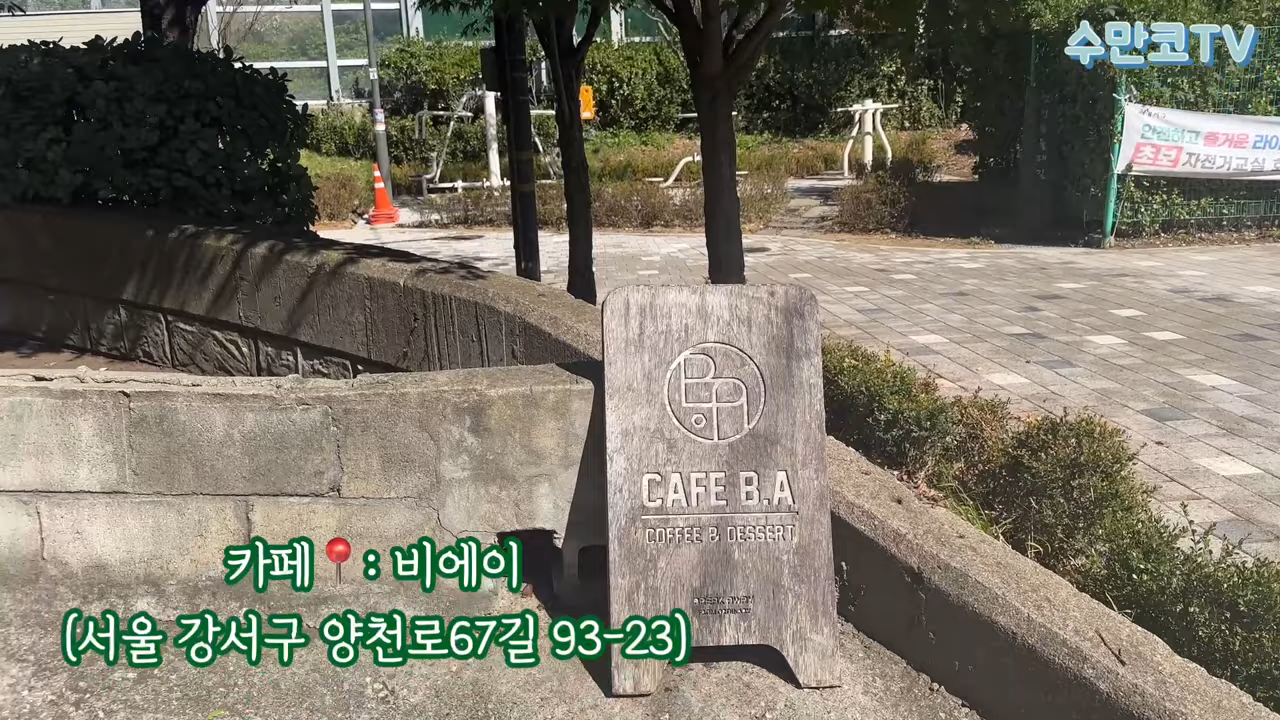 수만코TV
안전하고 즐거운 라이
초보 자전거교실
B.A
CAFE B.A
COFFEE & DESSERT
카페📍: 비에이
(서울 강서구 양천로67길 93-23)